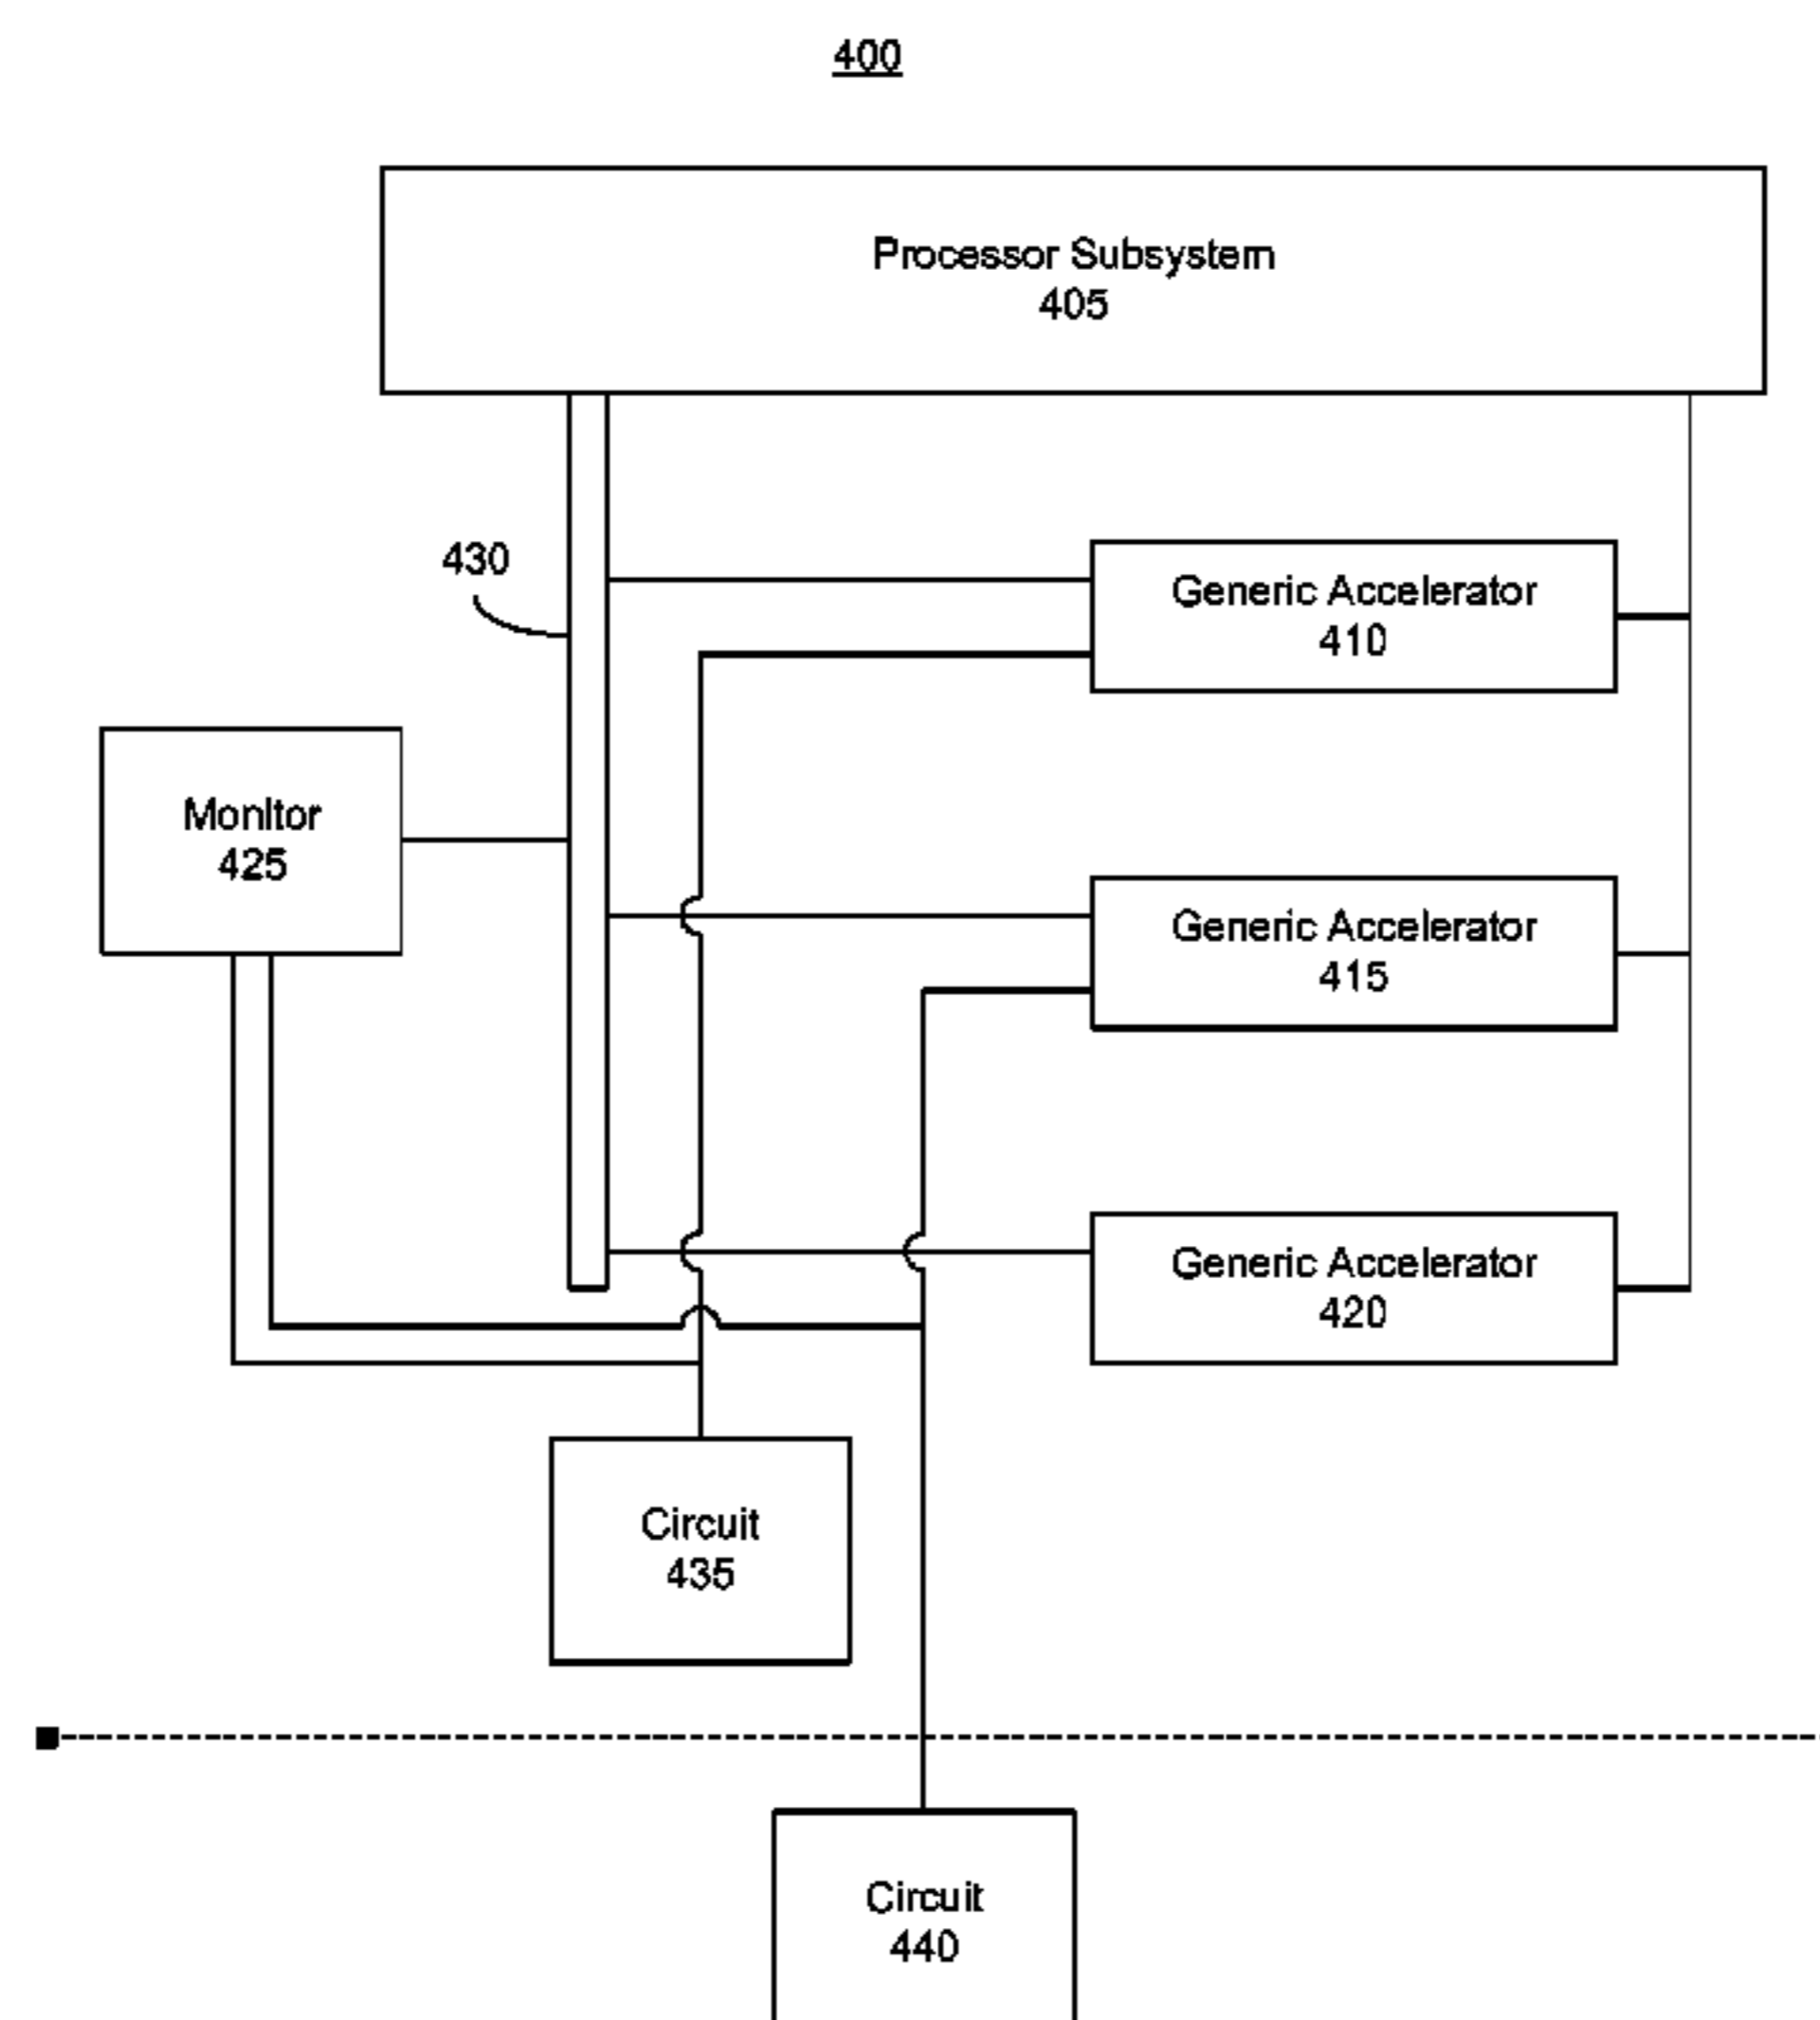 400
Processor Subsystem
405
430
Generic Accelerator
410
Monitor
425
Generic Accelerator
415
Generic Accelerator
420
Circuit
435
Circuit
440